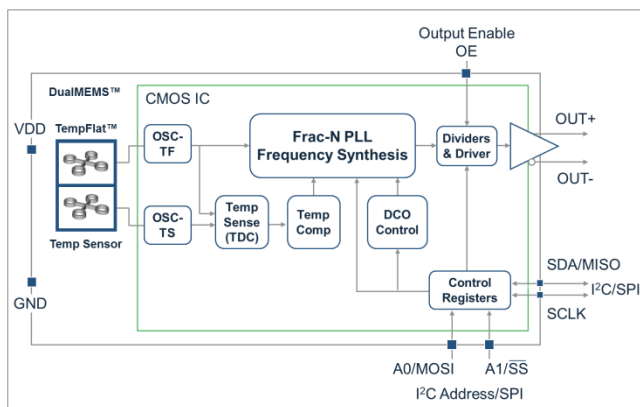 Output Enable
OE
DualMEMS™
CMOS IC
VDD
TempFlat™
OSC-
TF
Frac-N PLL
Frequency Synthesis
Dividers
& Driver
OUT+
OUT-
OSC-
TS
Temp
Sense
(TDC)
Temp
Comp
DCO
Control
Temp Sensor
GND
Control
Registers
SDA/MISO
I²C/SPI
SCLK
A0/MOSI
A1/S̅S̅
I²C Address/SPI